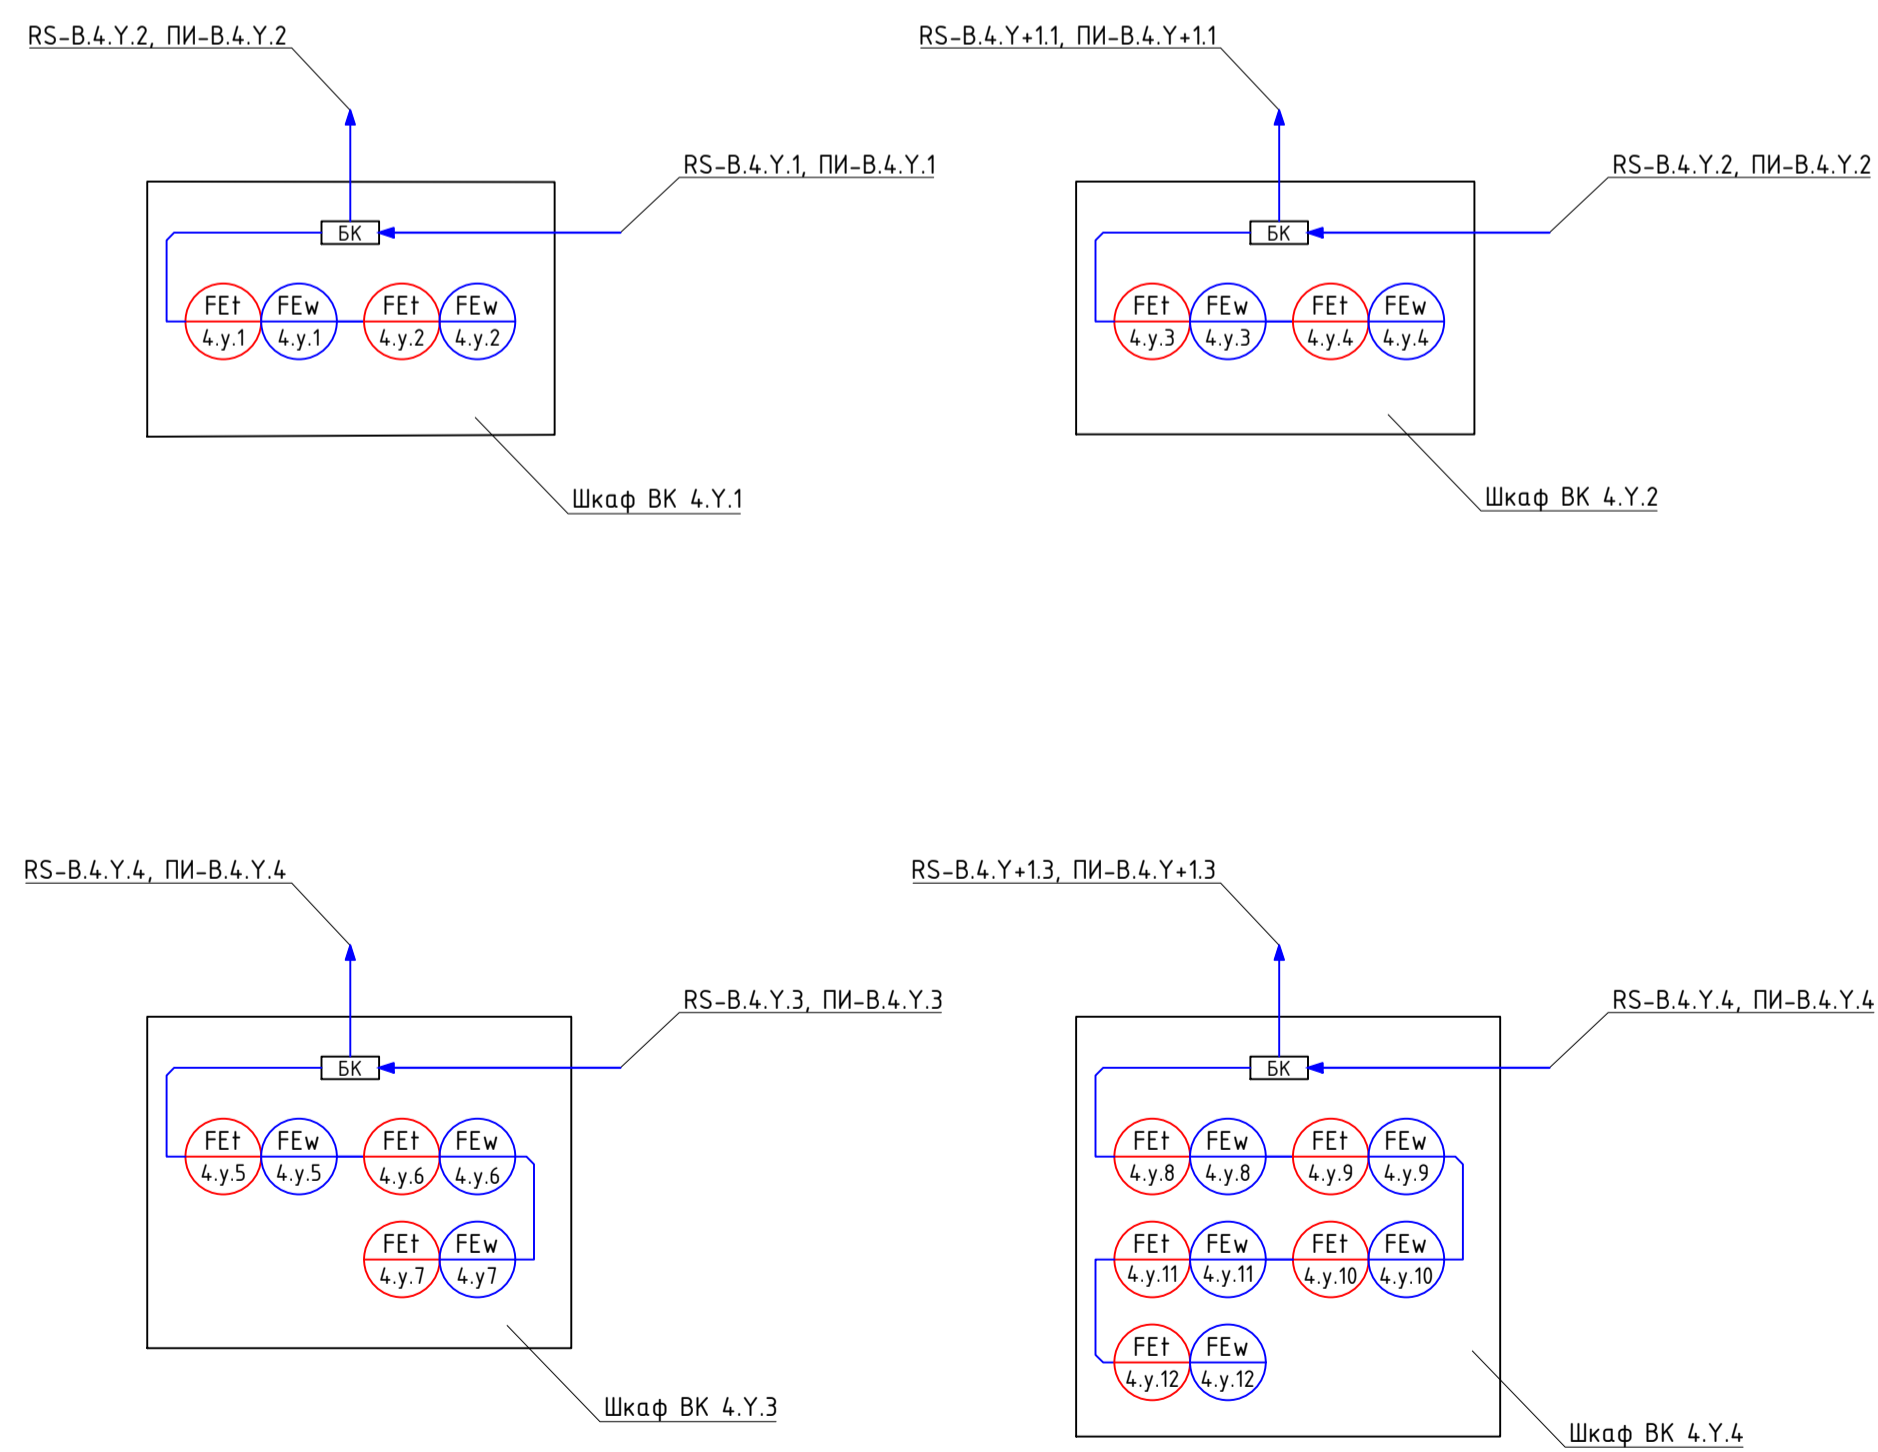 RS-В.4.Y.2, ПИ-В.4.Y.2
RS-В.4.Y.1, ПИ-В.4.Y.1
БК
FEt FEw FEt FEw
4.y.1 4.y.1 4.y.2 4.y.2
Шкаф ВК 4.Y.1
RS-В.4.Y+1.1, ПИ-В.4.Y+1.1
RS-В.4.Y.2, ПИ-В.4.Y.2
БК
FEt FEw FEt FEw
4.y.3 4.y.3 4.y.4 4.y.4
Шкаф ВК 4.Y.2
RS-В.4.Y.4, ПИ-В.4.Y.4
RS-В.4.Y.3, ПИ-В.4.Y.3
БК
FEt FEw FEt FEw
4.y.5 4.y.5 4.y.6 4.y.6
FEt FEw
4.y.7 4.y7
Шкаф ВК 4.Y.3
RS-В.4.Y+1.3, ПИ-В.4.Y+1.3
RS-В.4.Y.4, ПИ-В.4.Y.4
БК
FEt FEw FEt FEw
4.y.8 4.y.8 4.y.9 4.y.9
FEt FEw FEt FEw
4.y.11 4.y.11 4.y.10 4.y.10
FEt FEw
4.y.12 4.y.12
Шкаф ВК 4.Y.4